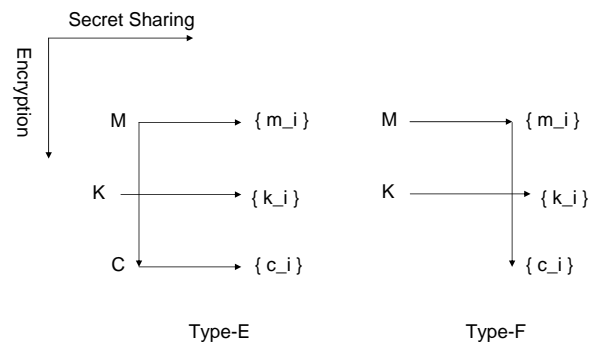 Secret Sharing
Encryption
M { m_i } M { m_i }
K { k_i } K { k_i }
C { c_i } { c_i }
Type-E Type-F